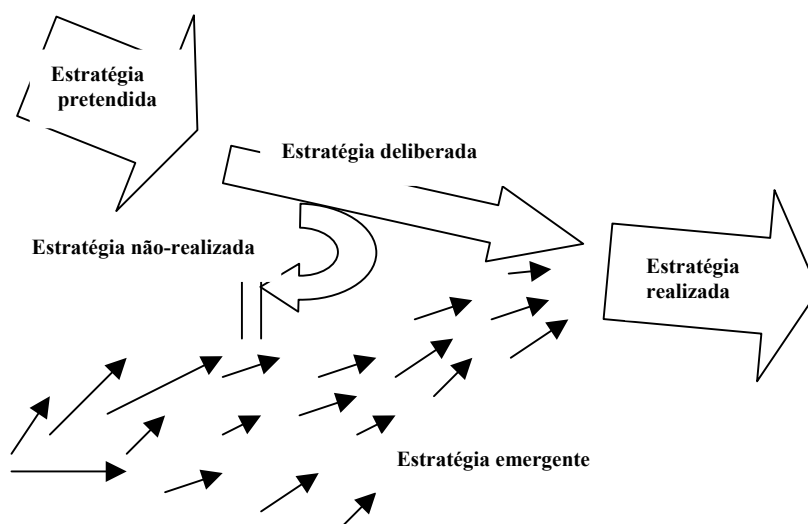 Estratégia
pretendida
Estratégia deliberada
Estratégia não-realizada
Estratégia
realizada
Estratégia emergente